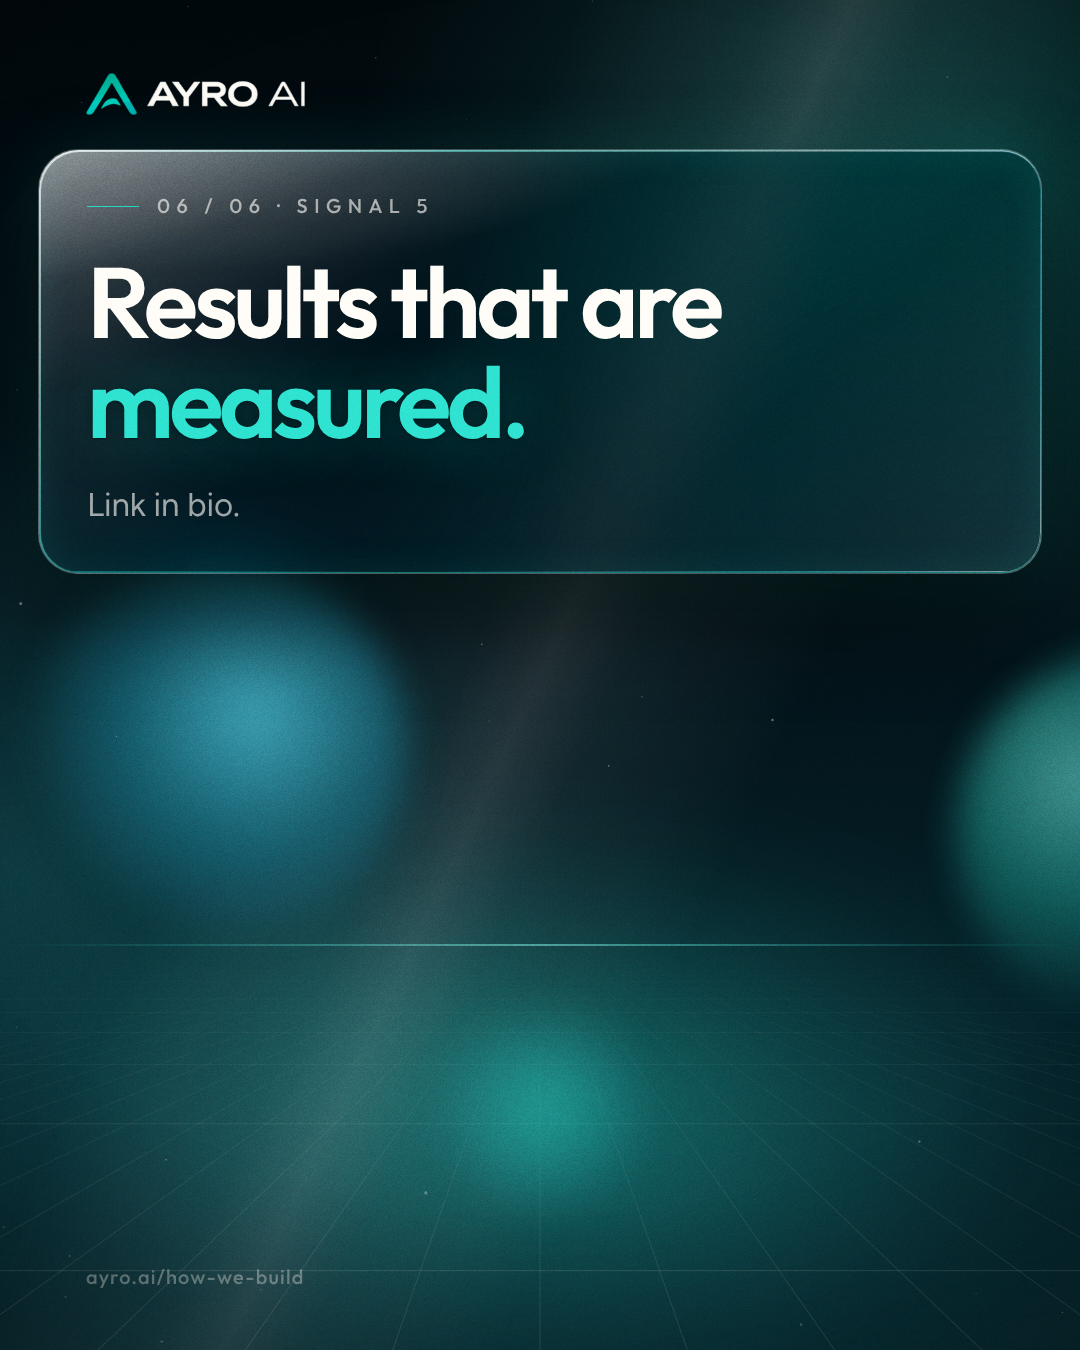 AYRO AI
06 / 06 · SIGNAL 5
Results that are
measured.
Link in bio.
ayro.ai/how-we-build